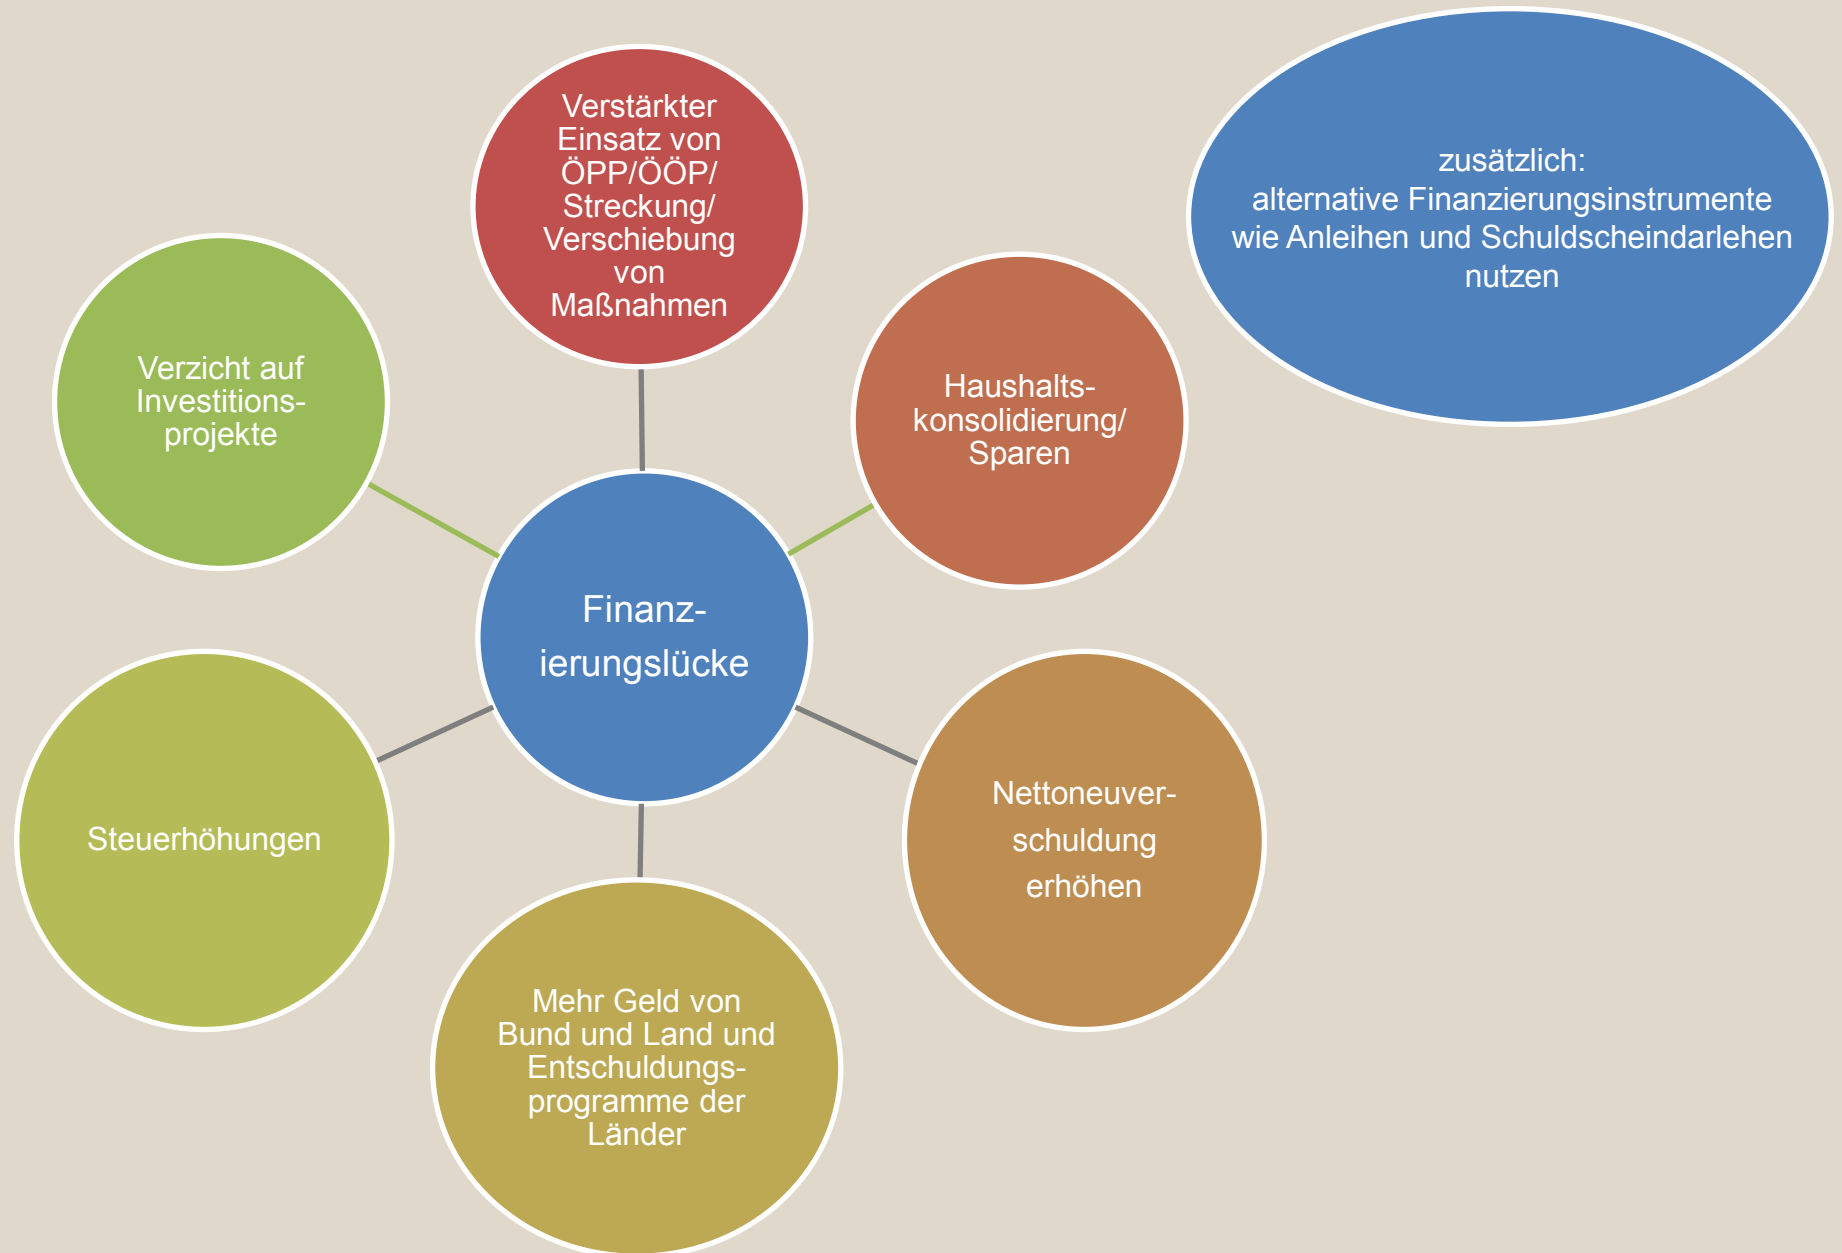 Verstärkter
Einsatz von
ÖPP/ÖÖP/
Streckung/
Verschiebung
von
Maßnahmen
zusätzlich:
alternative Finanzierungsinstrumente
wie Anleihen und Schuldscheindarlehen
nutzen
Verzicht auf
Investitions-
projekte
Haushalts-
konsolidierung/
Sparen
Finanz-
ierungslücke
Steuerhöhungen
Nettoneuver-
schuldung
erhöhen
Mehr Geld von
Bund und Land und
Entschuldungs-
programme der
Länder